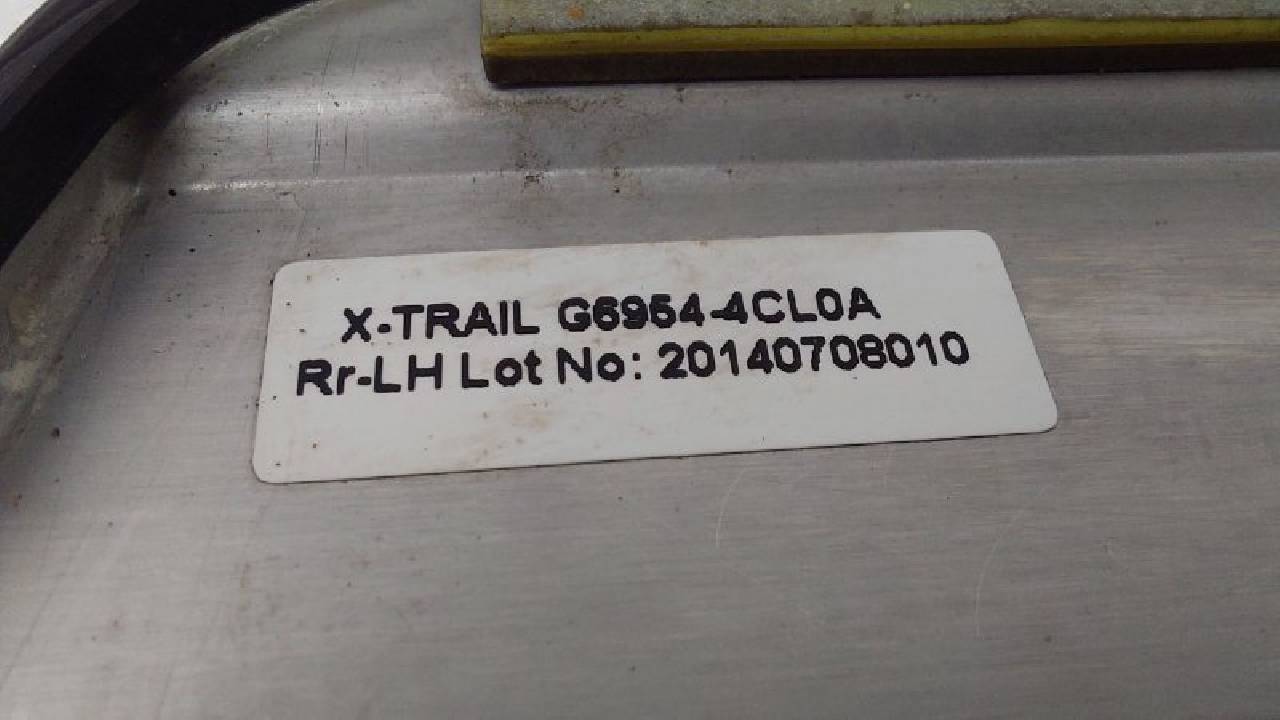 X-TRAIL G6954-4CL0A
Rr-LH Lot No: 20140708010